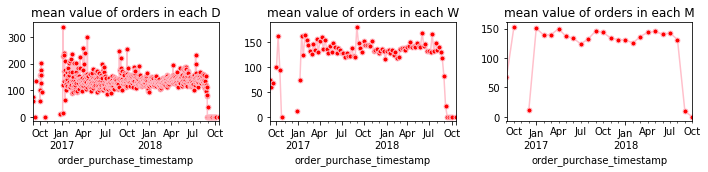 mean value of orders in each D
300
200
100
0
Oct Jan Apr Jul Oct Jan Apr Jul Oct
2017 2018
order_purchase_timestamp
mean value of orders in each W
150
100
50
0
Oct Jan Apr Jul Oct Jan Apr Jul Oct
2017 2018
order_purchase_timestamp
mean value of orders in each M
150
100
50
0
Oct Jan Apr Jul Oct Jan Apr Jul Oct
2017 2018
order_purchase_timestamp